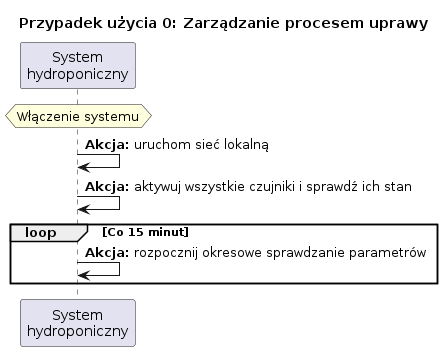 Przypadek użycia 0: Zarządzanie procesem uprawy
System
hydroponiczny
Włączenie systemu
Akcja: uruchom sieć lokalną
Akcja: aktywuj wszystkie czujniki i sprawdź ich stan
loop [Co 15 minut]
Akcja: rozpocznij okresowe sprawdzanie parametrów
System
hydroponiczny